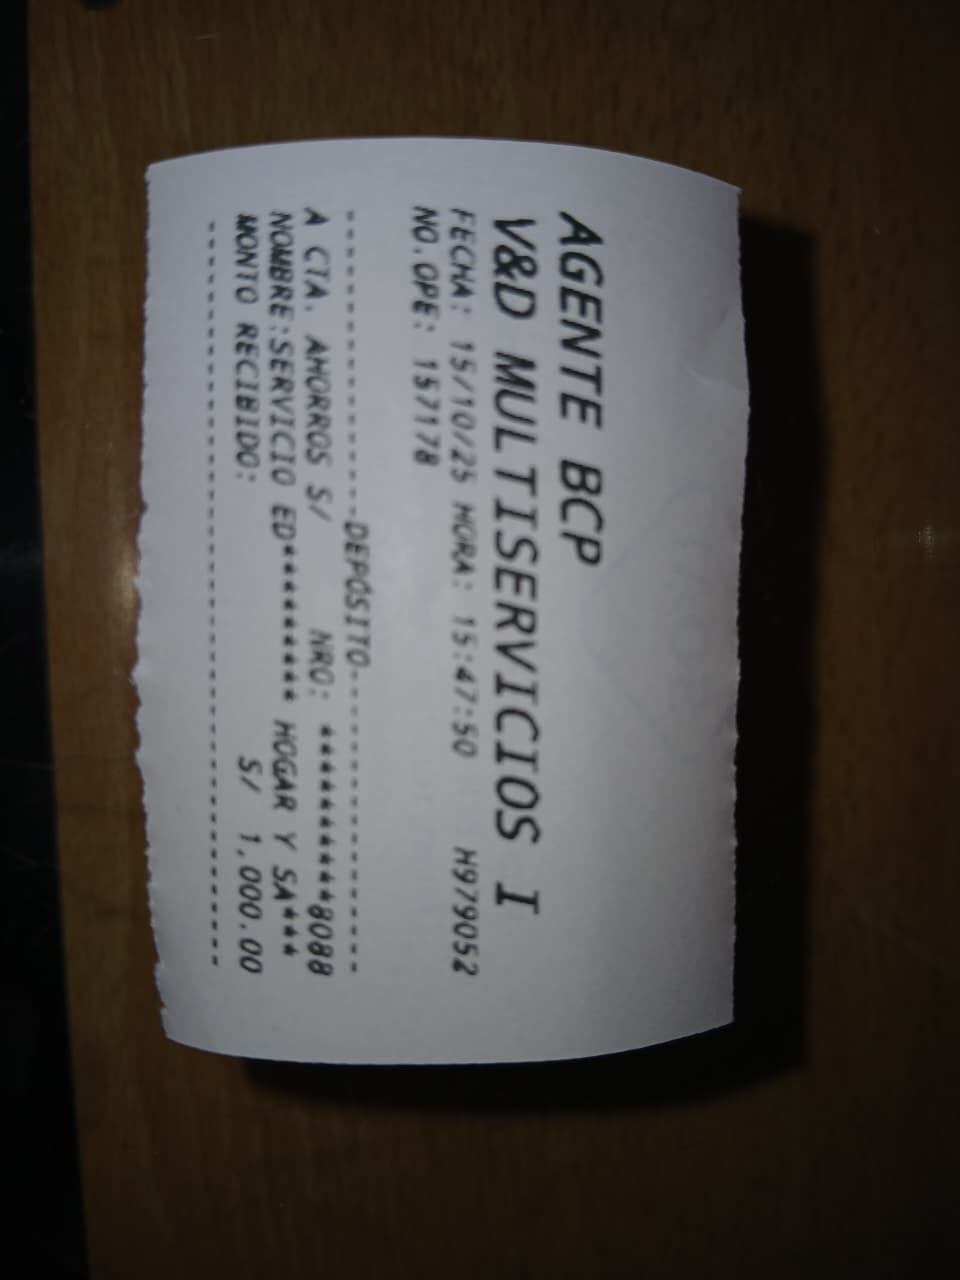 AGENTE BCP
V&D MULTISERVICIOS I
FECHA: 15/10/25 HORA: 15:47:50 H979052
NO.OPE: 157178
---------------DEPÓSITO---------------
A CTA. AHORROS S/ NRO: **********8088
NOMBRE:SERVICIO ED********** HOGAR Y SA****
MONTO RECIBIDO: S/ 1,000.00
--------------------------------------